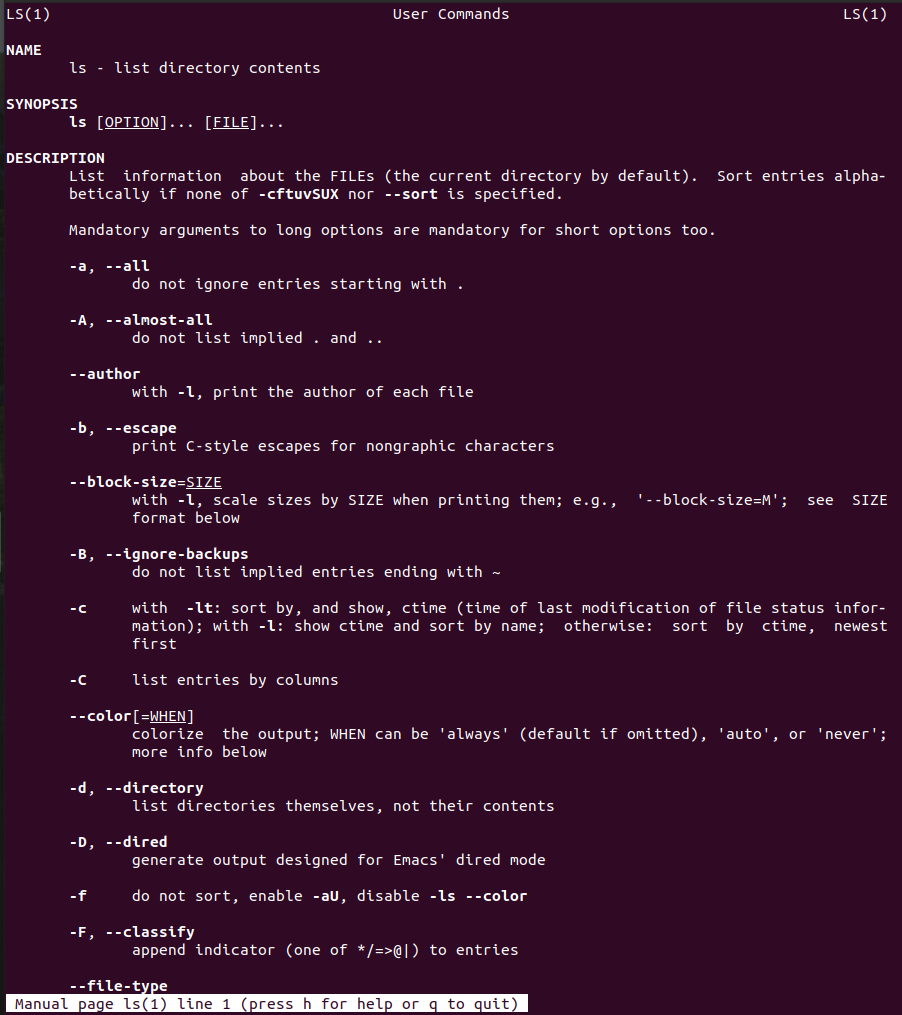 LS(1) User Commands LS(1)
NAME
ls - list directory contents
SYNOPSIS
ls [OPTION]... [FILE]...
DESCRIPTION
List information about the FILEs (the current directory by default). Sort entries alpha-
betically if none of -cftuvSUX nor --sort is specified.
Mandatory arguments to long options are mandatory for short options too.
-a, --all
do not ignore entries starting with .
-A, --almost-all
do not list implied . and ..
--author
with -l, print the author of each file
-b, --escape
print C-style escapes for nongraphic characters
--block-size=SIZE
with -l, scale sizes by SIZE when printing them; e.g., '--block-size=M'; see SIZE
format below
-B, --ignore-backups
do not list implied entries ending with ~
-c with -lt: sort by, and show, ctime (time of last modification of file status infor-
mation); with -l: show ctime and sort by name; otherwise: sort by ctime, newest
first
-C list entries by columns
--color[=WHEN]
colorize the output; WHEN can be 'always' (default if omitted), 'auto', or 'never';
more info below
-d, --directory
list directories themselves, not their contents
-D, --dired
generate output designed for Emacs' dired mode
-f do not sort, enable -aU, disable -ls --color
-F, --classify
append indicator (one of */=>@|) to entries
--file-type
Manual page ls(1) line 1 (press h for help or q to quit)